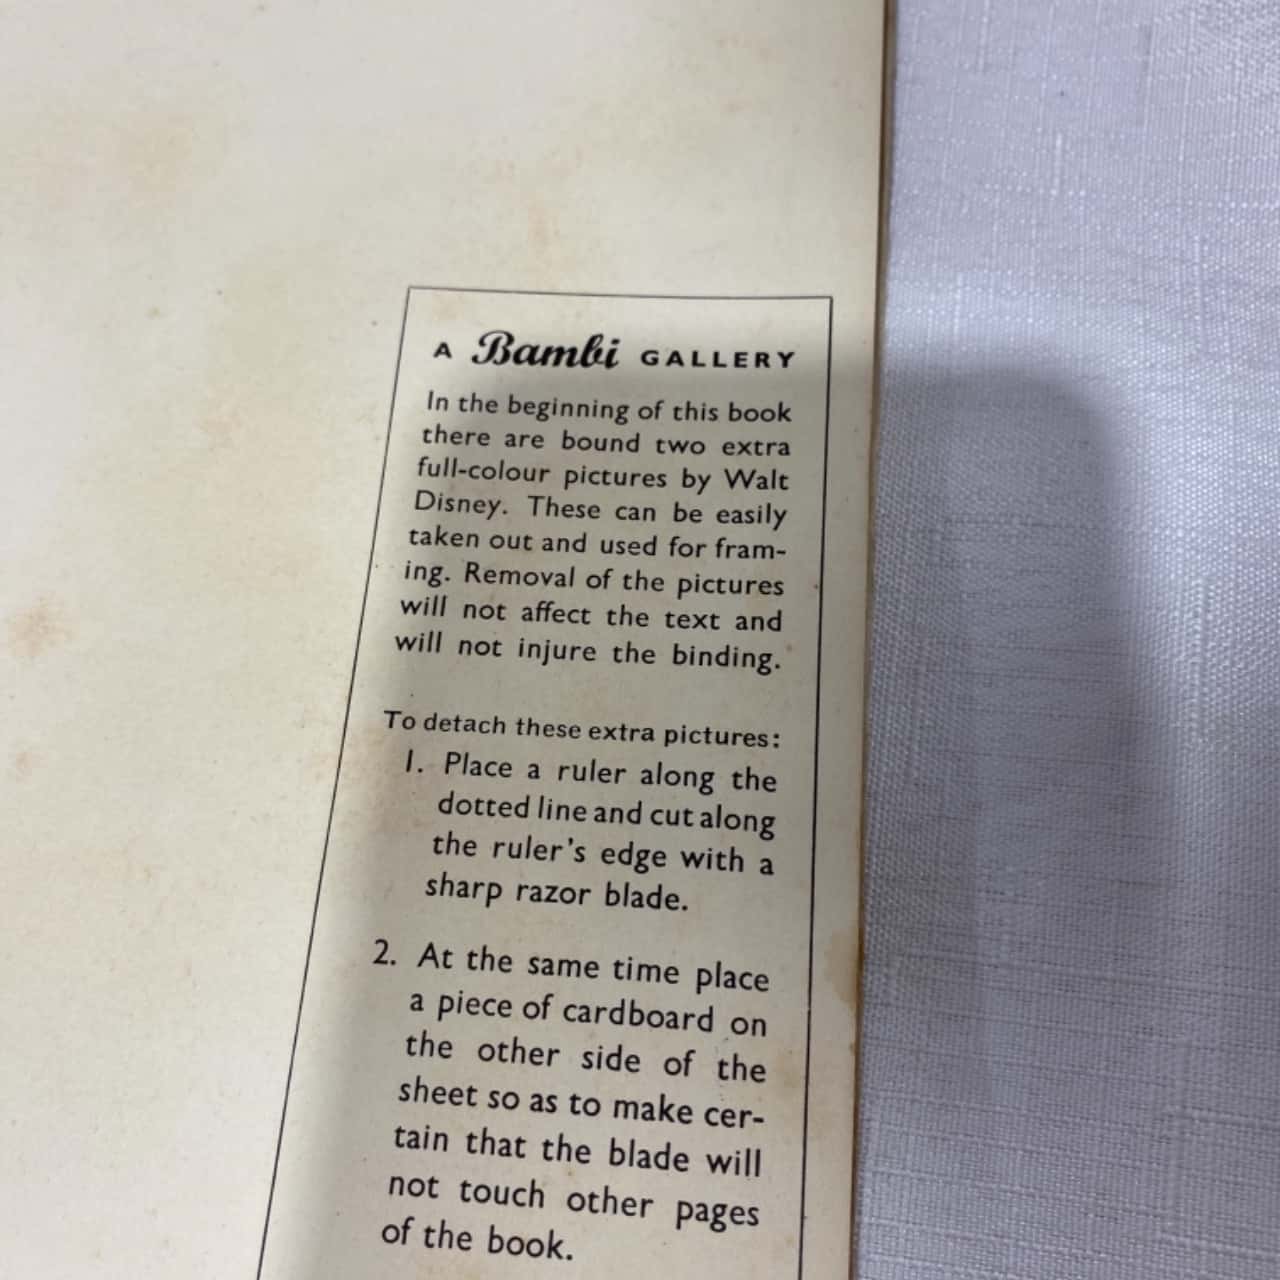 A Bambi GALLERY
In the beginning of this book
there are bound two extra
full-colour pictures by Walt
Disney. These can be easily
taken out and used for fram-
ing. Removal of the pictures
will not affect the text and
will not injure the binding.
To detach these extra pictures:
1. Place a ruler along the
dotted line and cut along
the ruler's edge with a
sharp razor blade.
2. At the same time place
a piece of cardboard on
the other side of the
sheet so as to make cer-
tain that the blade will
not touch other pages
of the book.